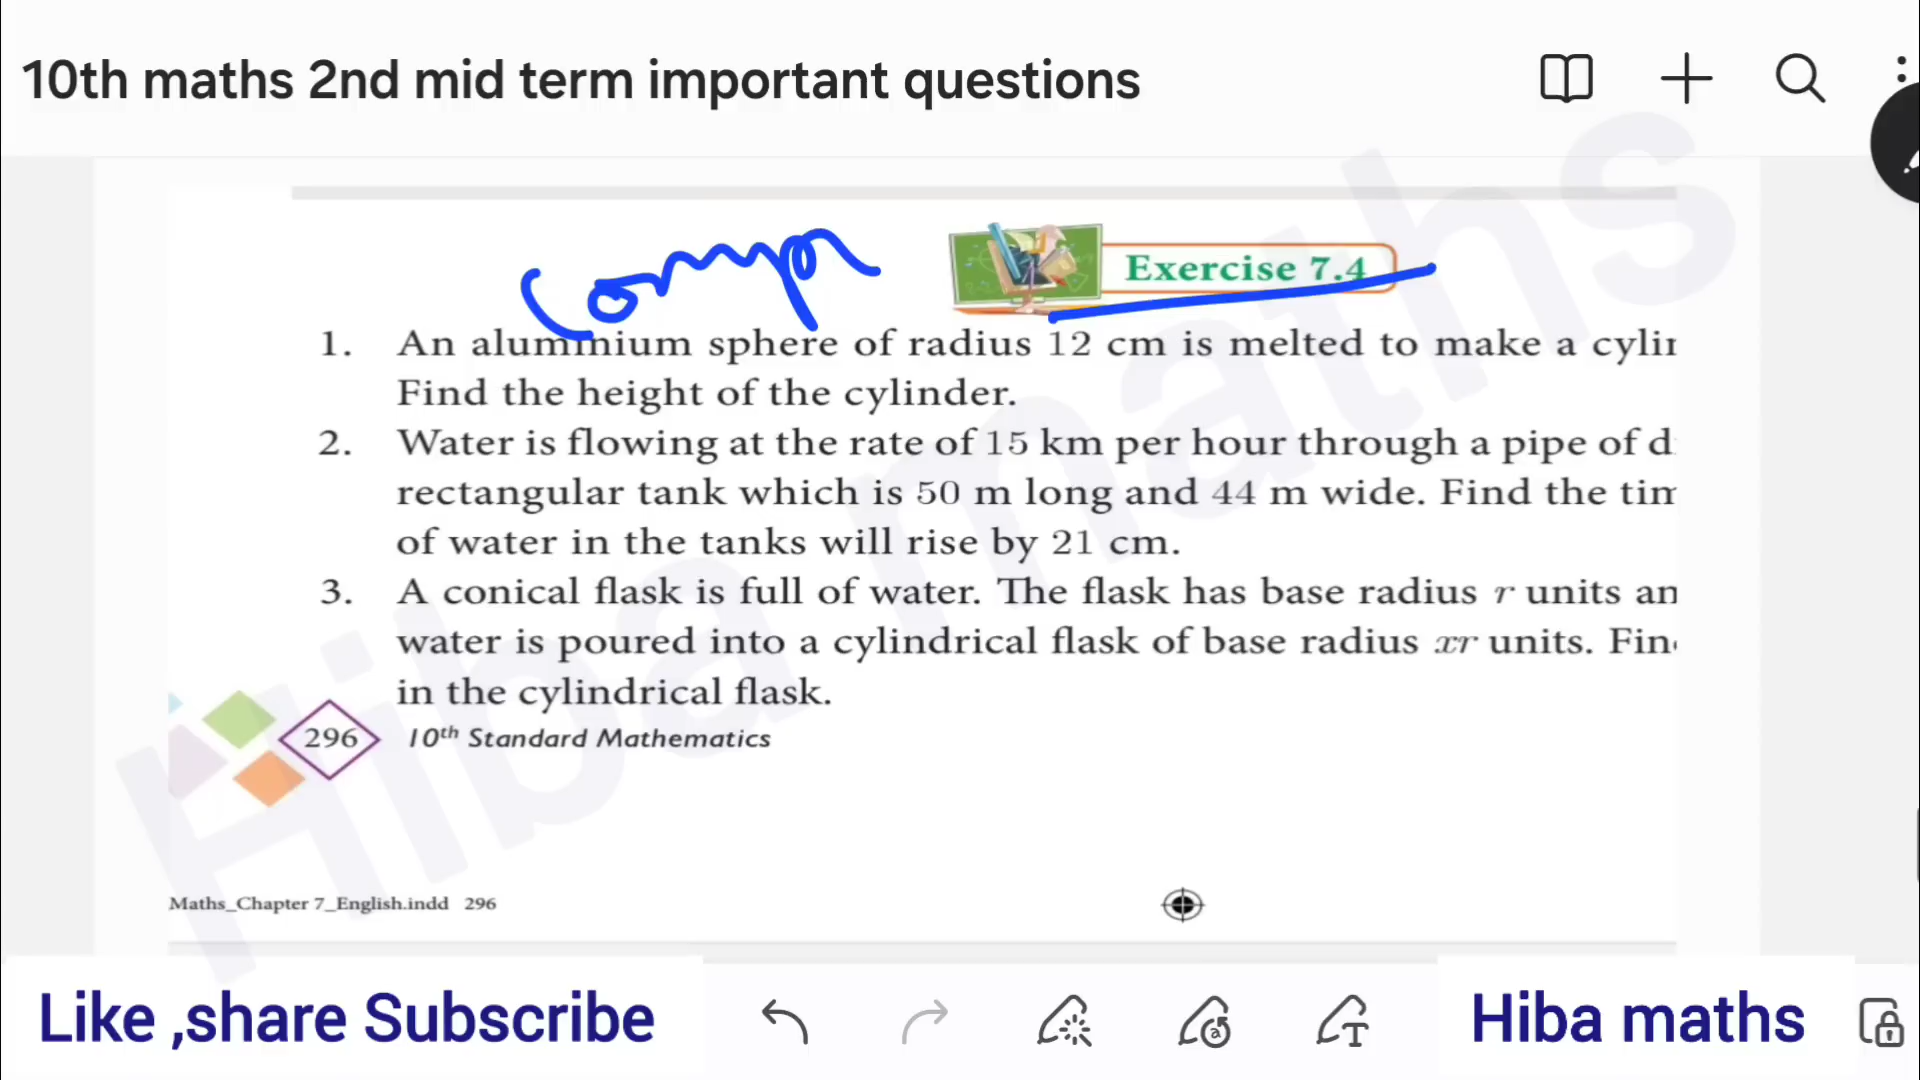 10th maths 2nd mid term important questions
Comp
Exercise 7.4
1. An aluminium sphere of radius 12 cm is melted to make a cylin
Find the height of the cylinder.
2. Water is flowing at the rate of 15 km per hour through a pipe of d
rectangular tank which is 50 m long and 44 m wide. Find the tim
of water in the tanks will rise by 21 cm.
3. A conical flask is full of water. The flask has base radius r units an
water is poured into a cylindrical flask of base radius xr units. Fin
in the cylindrical flask.
296 10th Standard Mathematics
Maths_Chapter 7_English.indd 296
Hiba maths
Like ,share Subscribe
Hiba maths